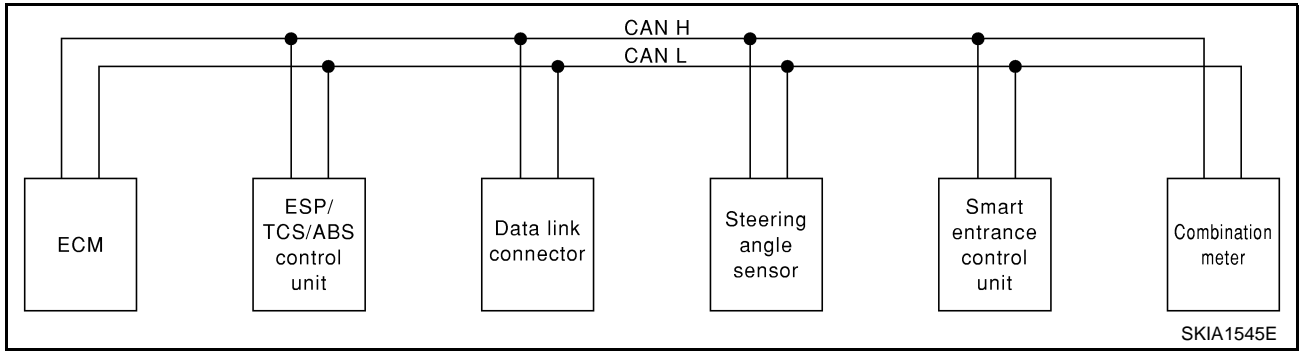 CAN H
CAN L
ECM
ESP/
TCS/ABS
control
unit
Data link
connector
Steering
angle
sensor
Smart
entrance
control
unit
Combination
meter
SKIA1545E